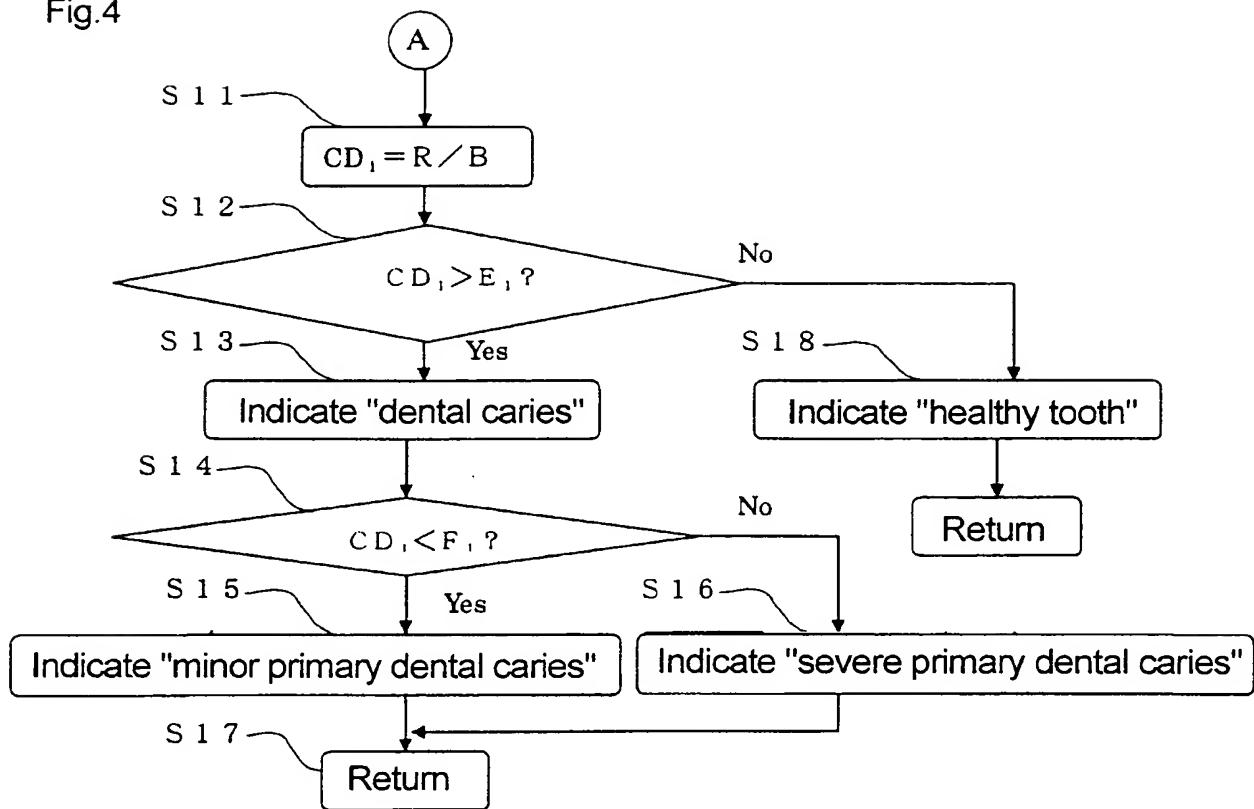 Fig.4
A
S 1 1
CD₁=R／B
S 1 2
CD₁>E₁?
No
Yes
S 1 3
Indicate "dental caries"
S 1 8
Indicate "healthy tooth"
Return
S 1 4
CD₁<F₁?
No
Yes
S 1 5
Indicate "minor primary dental caries"
S 1 6
Indicate "severe primary dental caries"
S 1 7
Return